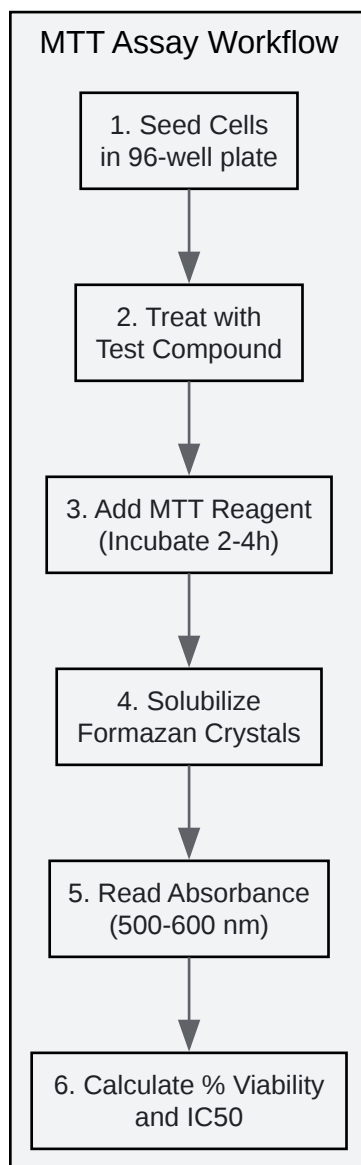 MTT Assay Workflow
1. Seed Cells
in 96-well plate
2. Treat with
Test Compound
3. Add MTT Reagent
(Incubate 2-4h)
4. Solubilize
Formazan Crystals
5. Read Absorbance
(500-600 nm)
6. Calculate % Viability
and IC50